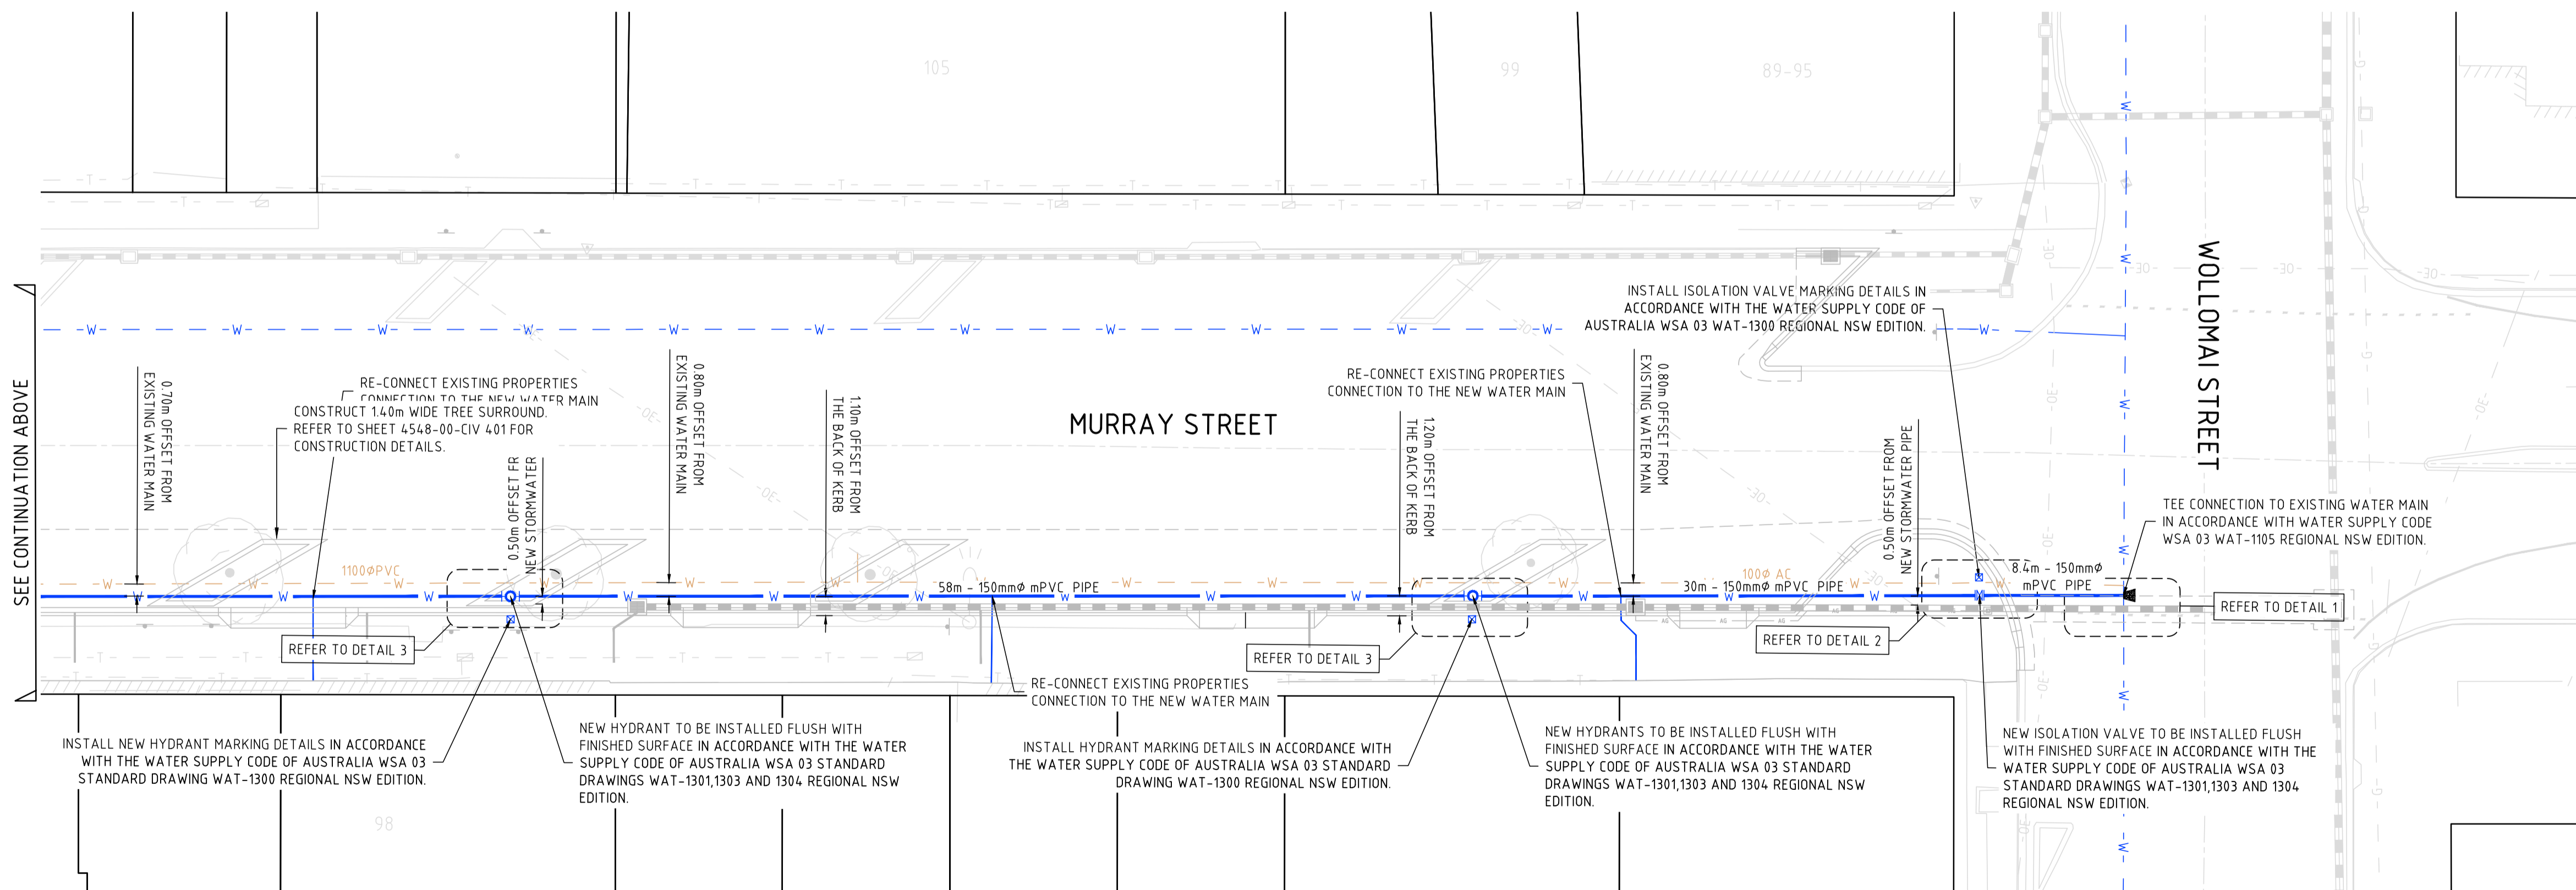 105
99
89-95
SEE CONTINUATION ABOVE
MURRAY STREET
WOLLOMAI STREET
INSTALL ISOLATION VALVE MARKING DETAILS IN
ACCORDANCE WITH THE WATER SUPPLY CODE OF
AUSTRALIA WSA 03 WAT-1300 REGIONAL NSW EDITION.
0.70m OFFSET FROM
EXISTING WATER MAIN
RE-CONNECT EXISTING PROPERTIES
CONNECTION TO THE NEW WATER MAIN
CONSTRUCT 1.40m WIDE TREE SURROUND.
REFER TO SHEET 4548-00-CIV 401 FOR
CONSTRUCTION DETAILS.
0.50m OFFSET FR
NEW STORMWATER
0.80m OFFSET FROM
EXISTING WATER MAIN
1.10m OFFSET FROM
THE BACK OF KERB
RE-CONNECT EXISTING PROPERTIES
CONNECTION TO THE NEW WATER MAIN
1.20m OFFSET FROM
THE BACK OF KERB
0.80m OFFSET FROM
EXISTING WATER MAIN
0.50m OFFSET FROM
NEW STORMWATER PIPE
TEE CONNECTION TO EXISTING WATER MAIN
IN ACCORDANCE WITH WATER SUPPLY CODE
WSA 03 WAT-1105 REGIONAL NSW EDITION.
1100ØPVC
58m - 150mmØ mPVC PIPE
100Ø AC
30m - 150mmØ mPVC PIPE
8.4m - 150mmØ
mPVC PIPE
REFER TO DETAIL 1
REFER TO DETAIL 3
REFER TO DETAIL 3
REFER TO DETAIL 2
RE-CONNECT EXISTING PROPERTIES
CONNECTION TO THE NEW WATER MAIN
INSTALL NEW HYDRANT MARKING DETAILS IN ACCORDANCE
WITH THE WATER SUPPLY CODE OF AUSTRALIA WSA 03
STANDARD DRAWING WAT-1300 REGIONAL NSW EDITION.
NEW HYDRANT TO BE INSTALLED FLUSH WITH
FINISHED SURFACE IN ACCORDANCE WITH THE WATER
SUPPLY CODE OF AUSTRALIA WSA 03 STANDARD
DRAWINGS WAT-1301,1303 AND 1304 REGIONAL NSW
EDITION.
INSTALL HYDRANT MARKING DETAILS IN ACCORDANCE WITH
THE WATER SUPPLY CODE OF AUSTRALIA WSA 03 STANDARD
DRAWING WAT-1300 REGIONAL NSW EDITION.
NEW HYDRANTS TO BE INSTALLED FLUSH WITH
FINISHED SURFACE IN ACCORDANCE WITH THE WATER
SUPPLY CODE OF AUSTRALIA WSA 03 STANDARD
DRAWINGS WAT-1301,1303 AND 1304 REGIONAL NSW
EDITION.
NEW ISOLATION VALVE TO BE INSTALLED FLUSH
WITH FINISHED SURFACE IN ACCORDANCE WITH THE
WATER SUPPLY CODE OF AUSTRALIA WSA 03
STANDARD DRAWINGS WAT-1301,1303 AND 1304
REGIONAL NSW EDITION.
98